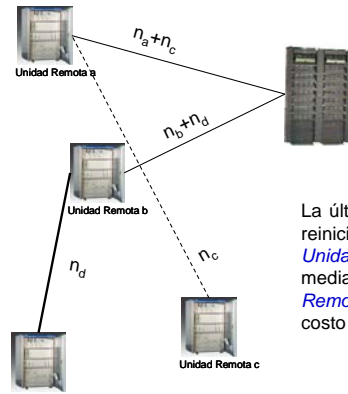 n_a+n_c
Unidad Remota a
n_b+n_d
Unidad Remota b
n_d
n_c
Unidad Remota c
La últ
reinici
Unida
media
Remo
costo